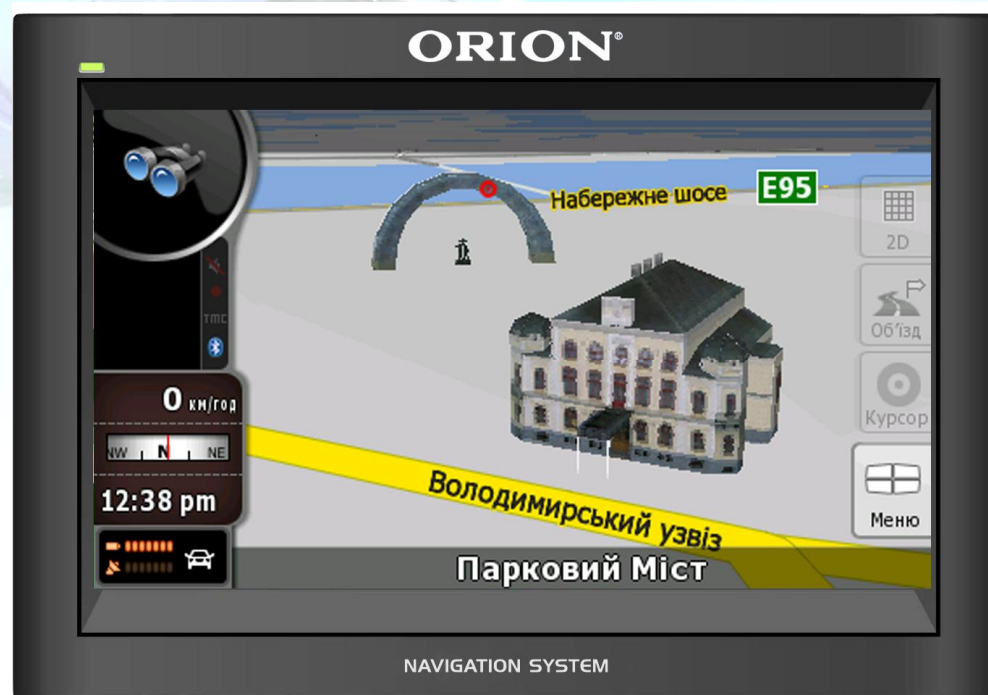 ORION®
Набережне шосе
E95
2D
Об'їзд
TMC
Курсор
0 км/год
NW N NE
12:38 pm
Меню
Володимирський узвіз
Парковий Міст
NAVIGATION SYSTEM